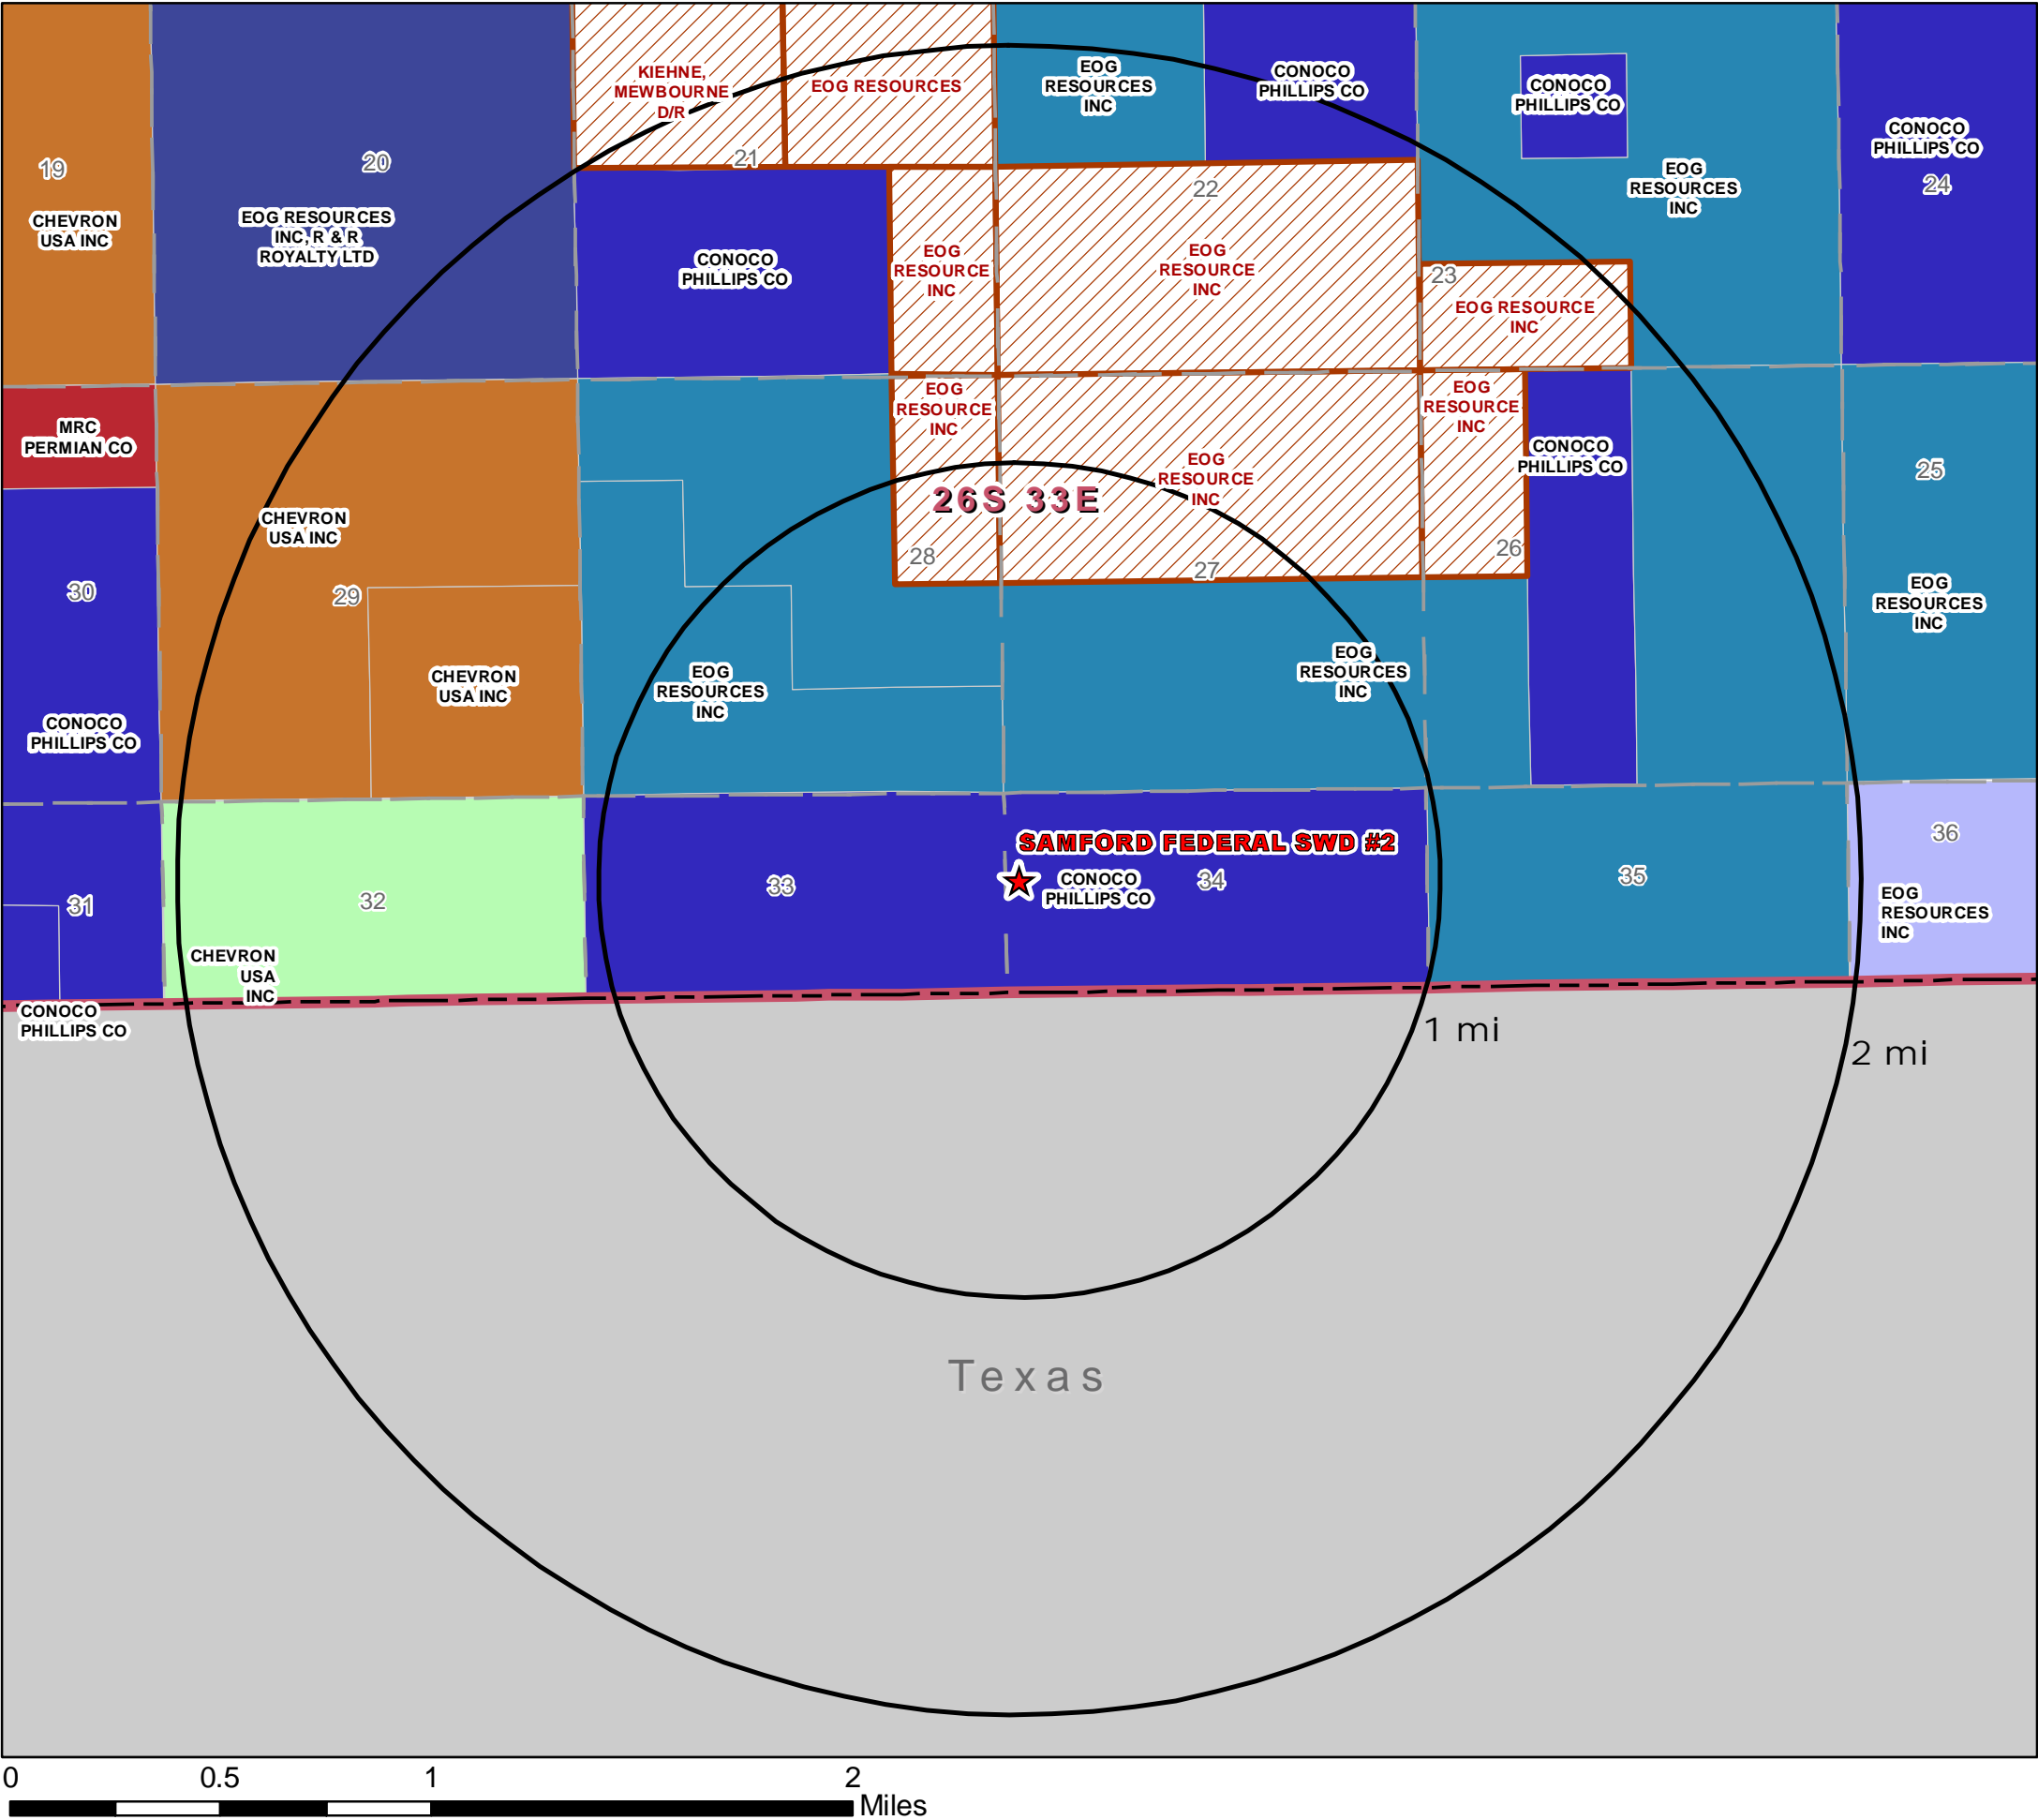 KIEHNE,
MEWBOURNE
D/R
EOG RESOURCES
EOG
RESOURCES
INC
CONOCO
PHILLIPS CO
CONOCO
PHILLIPS CO
CONOCO
PHILLIPS CO
19
20
21
22
24
CHEVRON
USA INC
EOG RESOURCES
INC, R & R
ROYALTY LTD
CONOCO
PHILLIPS CO
EOG
RESOURCE
INC
EOG
RESOURCE
INC
EOG
RESOURCES
INC
23
EOG RESOURCE
INC
MRC
PERMIAN CO
EOG
RESOURCE
INC
EOG
RESOURCE
INC
EOG
RESOURCE
INC
CONOCO
PHILLIPS CO
25
26S 33E
CHEVRON
USA INC
28
27
26
30
29
EOG
RESOURCES
INC
CHEVRON
USA INC
EOG
RESOURCES
INC
EOG
RESOURCES
INC
CONOCO
PHILLIPS CO
SAMFORD FEDERAL SWD #2
CONOCO
PHILLIPS CO
31
32
33
34
35
36
EOG
RESOURCES
INC
CHEVRON
USA
INC
CONOCO
PHILLIPS CO
1 mi
2 mi
Texas
0 0.5 1 2
Miles